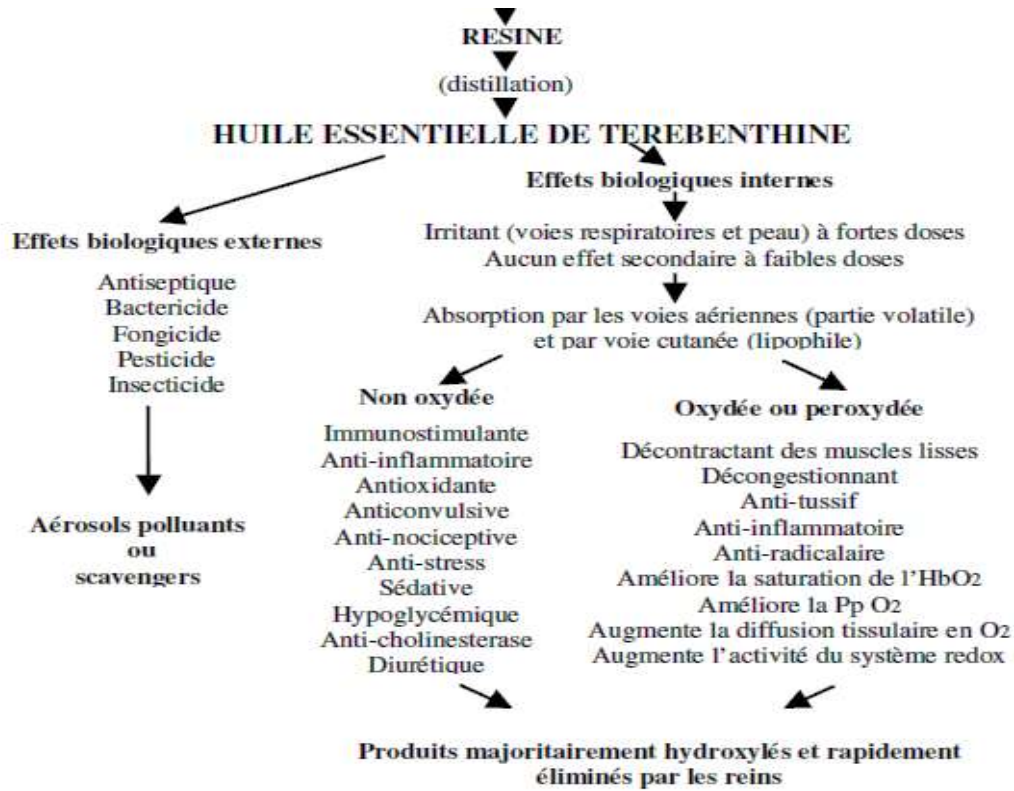 RESINE
(distillation)
HUILE ESSENTIELLE DE TEREBENTHINE
Effets biologiques externes
Antiseptique
Bactericide
Fongicide
Pesticide
Insecticide
Aérosols polluants
ou
scavengers
Effets biologiques internes
Irritant (voies respiratoires et peau) à fortes doses
Aucun effet secondaire à faibles doses
Absorption par les voies aériennes (partie volatile)
et par voie cutanée (lipophile)
Non oxydée
Immunostimulante
Anti-inflammatoire
Antioxidante
Anticonvulsive
Anti-nociceptive
Anti-stress
Sédative
Hypoglycémique
Anti-cholinesterase
Diurétique
Oxydée ou peroxydée
Décontractant des muscles lisses
Décongestionnant
Anti-tussif
Anti-inflammatoire
Anti-radicalaire
Améliore la saturation de l'HbO2
Améliore la Pp O2
Augmente la diffusion tissulaire en O2
Augmente l'activité du système redox
Produits majoritairement hydroxylés et rapidement
éliminés par les reins